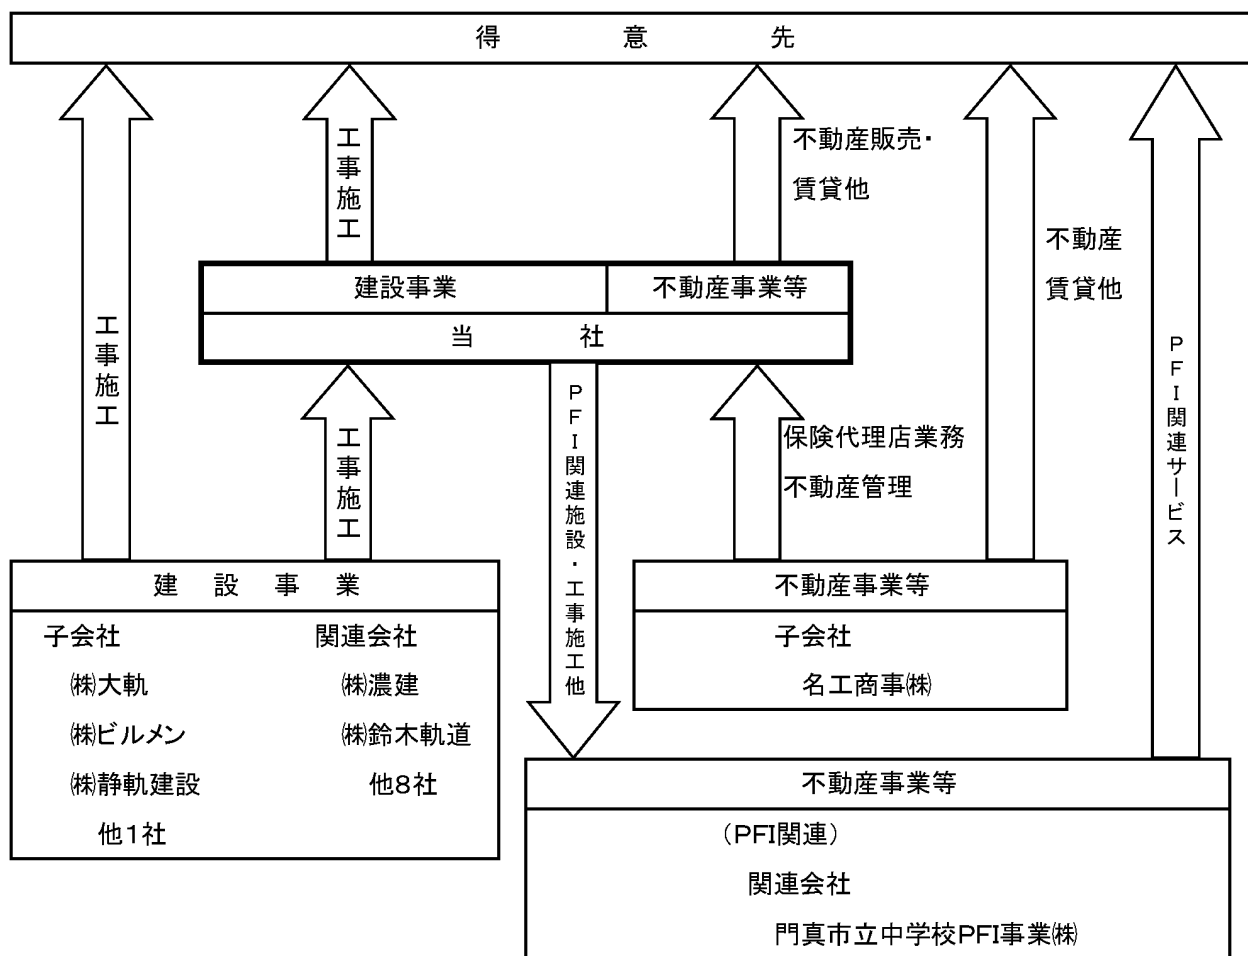 得意先
工事施工
工事施工
不動産販売・
賃貸他
不動産
賃貸他
PFI関連サービス
建設事業
不動産事業等
当社
工事施工
PFI関連施設・工事施工他
保険代理店業務
不動産管理
建設事業
子会社
㈱大軌
㈱ビルメン
㈱静軌建設
他1社
関連会社
㈱濃建
㈱鈴木軌道
他8社
不動産事業等
子会社
名工商事㈱
不動産事業等
（PFI関連）
関連会社
門真市立中学校PFI事業㈱